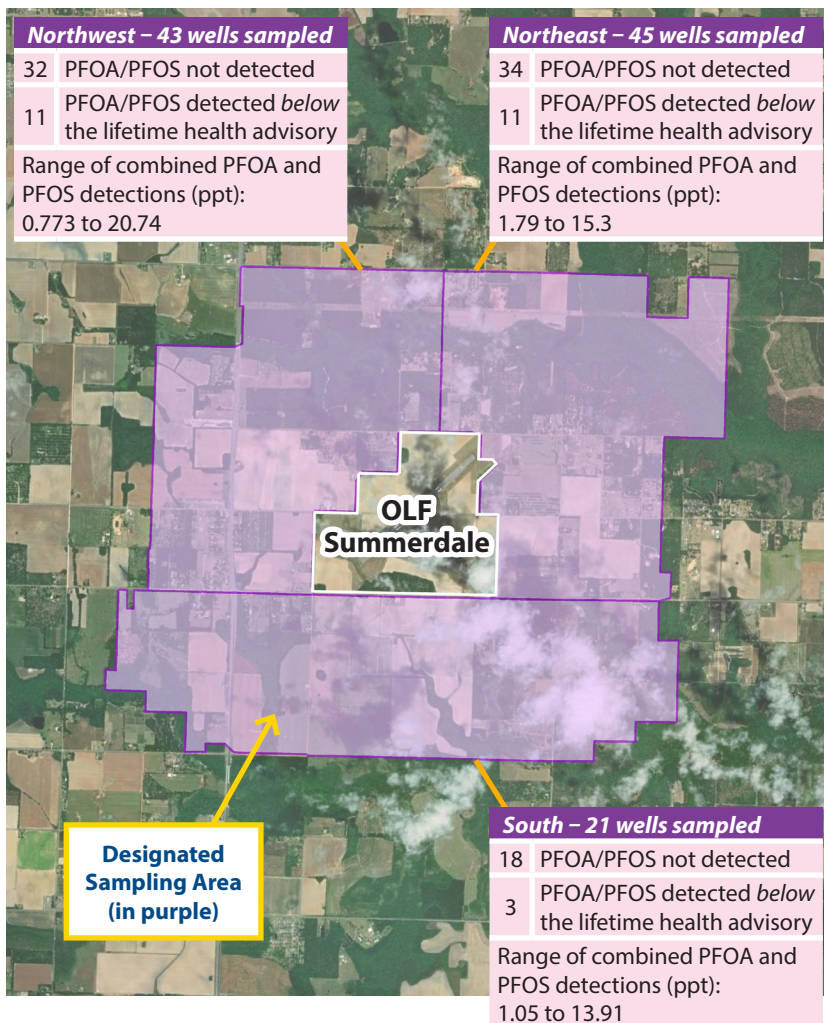 Northwest – 43 wells sampled
32 PFOA/PFOS not detected
11 PFOA/PFOS detected below
the lifetime health advisory
Range of combined PFOA and
PFOS detections (ppt):
0.773 to 20.74
Northeast – 45 wells sampled
34 PFOA/PFOS not detected
11 PFOA/PFOS detected below
the lifetime health advisory
Range of combined PFOA and
PFOS detections (ppt):
1.79 to 15.3
OLF
Summerdale
Designated
Sampling Area
(in purple)
South – 21 wells sampled
18 PFOA/PFOS not detected
3 PFOA/PFOS detected below
the lifetime health advisory
Range of combined PFOA and
PFOS detections (ppt):
1.05 to 13.91